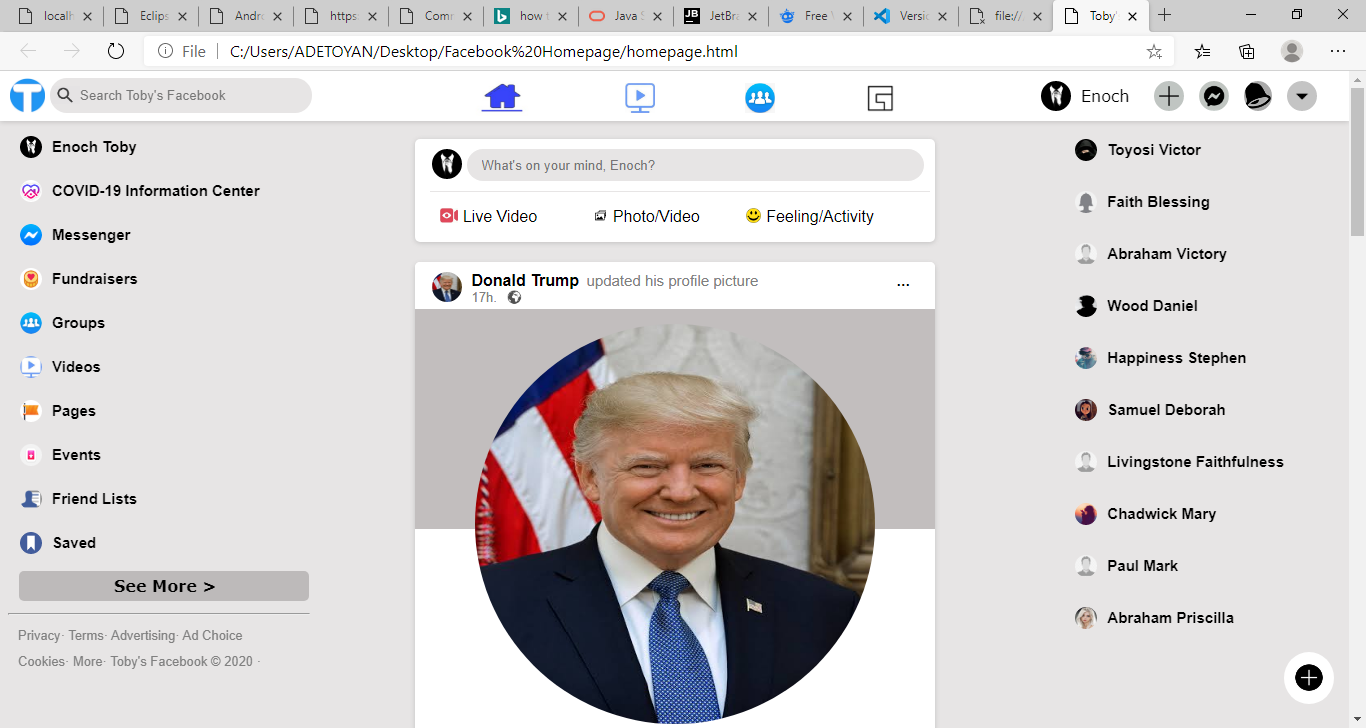 localh
Eclips
Andro
https:
Comm
how t
Java S
JetBra
Free V
Versio
file://
Toby'
File
C:/Users/ADETOYAN/Desktop/Facebook%20Homepage/homepage.html
Search Toby's Facebook
Enoch
Enoch Toby
COVID-19 Information Center
Messenger
Fundraisers
Groups
Videos
Pages
Events
Friend Lists
Saved
See More >
Privacy· Terms· Advertising· Ad Choice
Cookies· More· Toby's Facebook © 2020 ·
What's on your mind, Enoch?
Live Video Photo/Video Feeling/Activity
Donald Trump updated his profile picture ...
17h.
Toyosi Victor
Faith Blessing
Abraham Victory
Wood Daniel
Happiness Stephen
Samuel Deborah
Livingstone Faithfulness
Chadwick Mary
Paul Mark
Abraham Priscilla